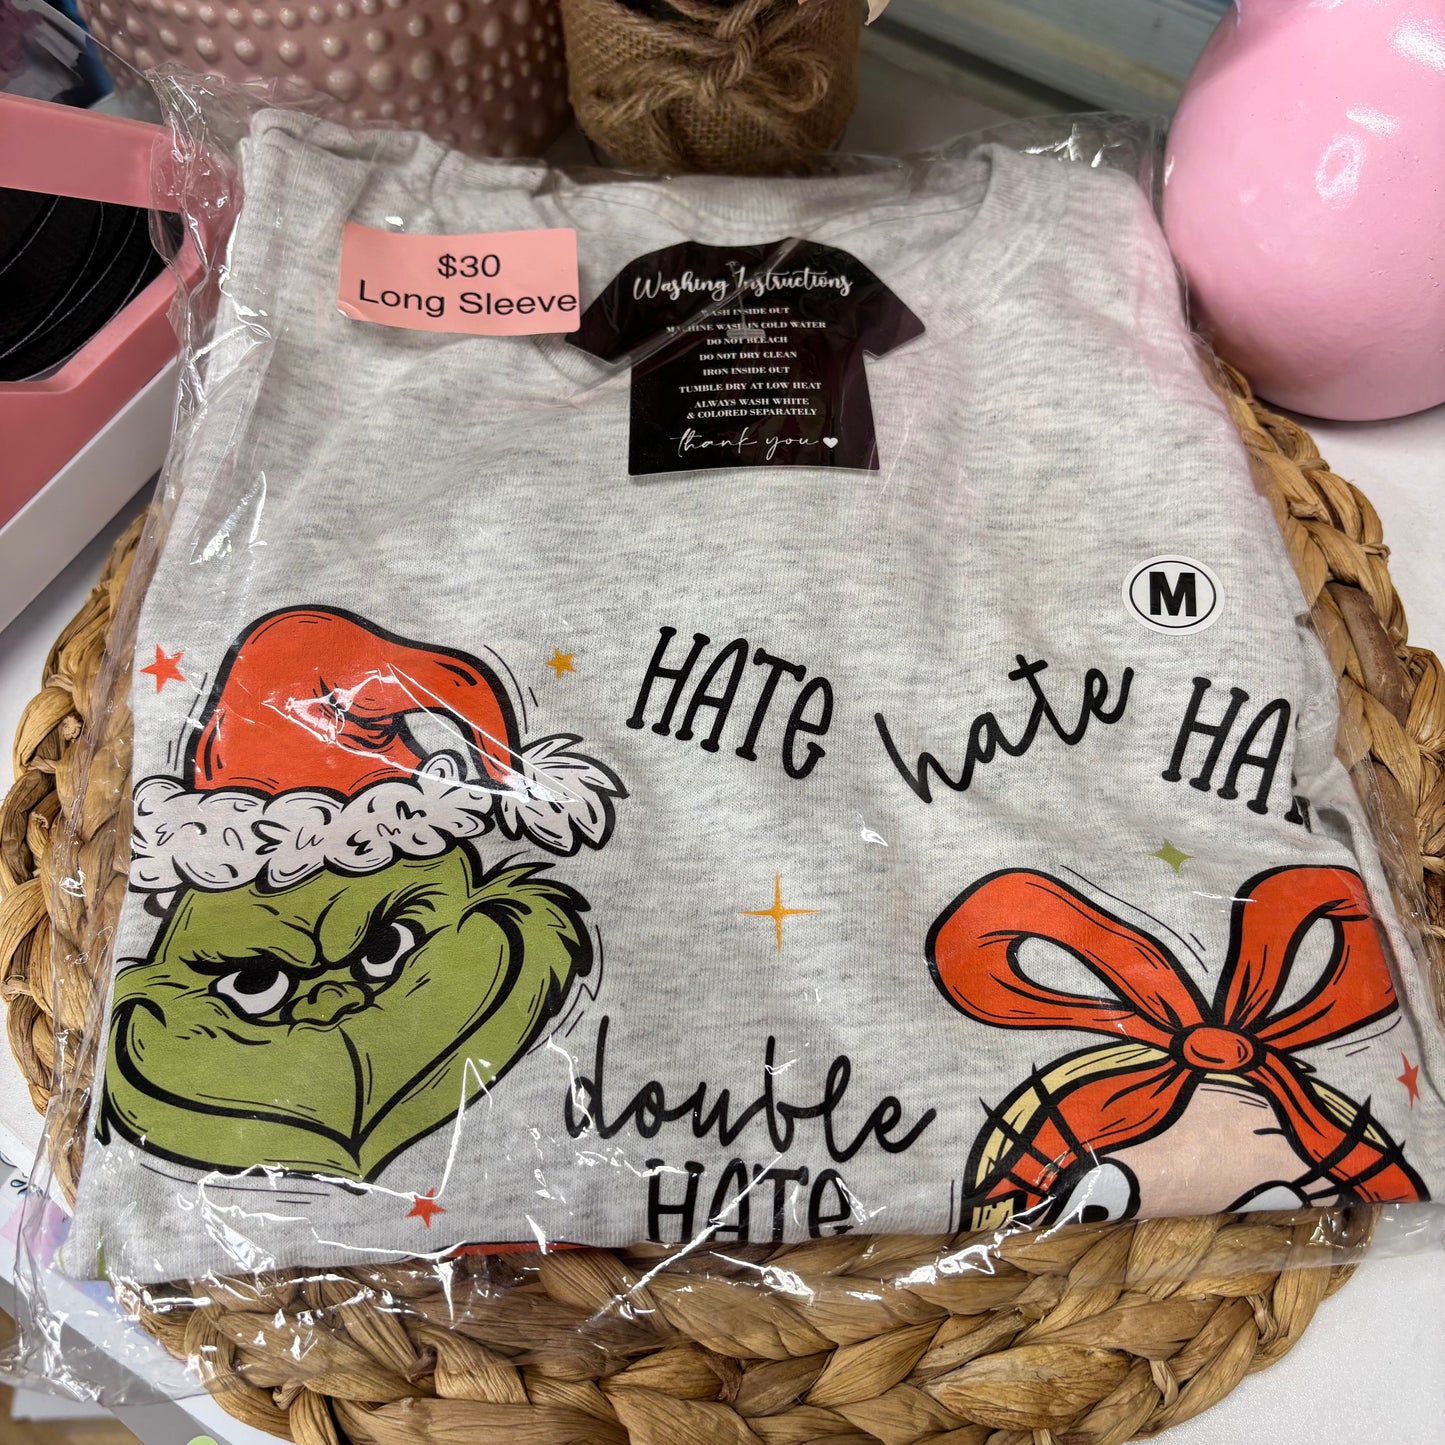 $30
Long Sleeve
Washing Instructions
WASH INSIDE OUT
MACHINE WASH IN COLD WATER
DO NOT BLEACH
DO NOT DRY CLEAN
IRON INSIDE OUT
TUMBLE DRY AT LOW HEAT
ALWAYS WASH WHITE
& COLORED SEPARATELY
thank you
M
HATE hate HA
double
HATE